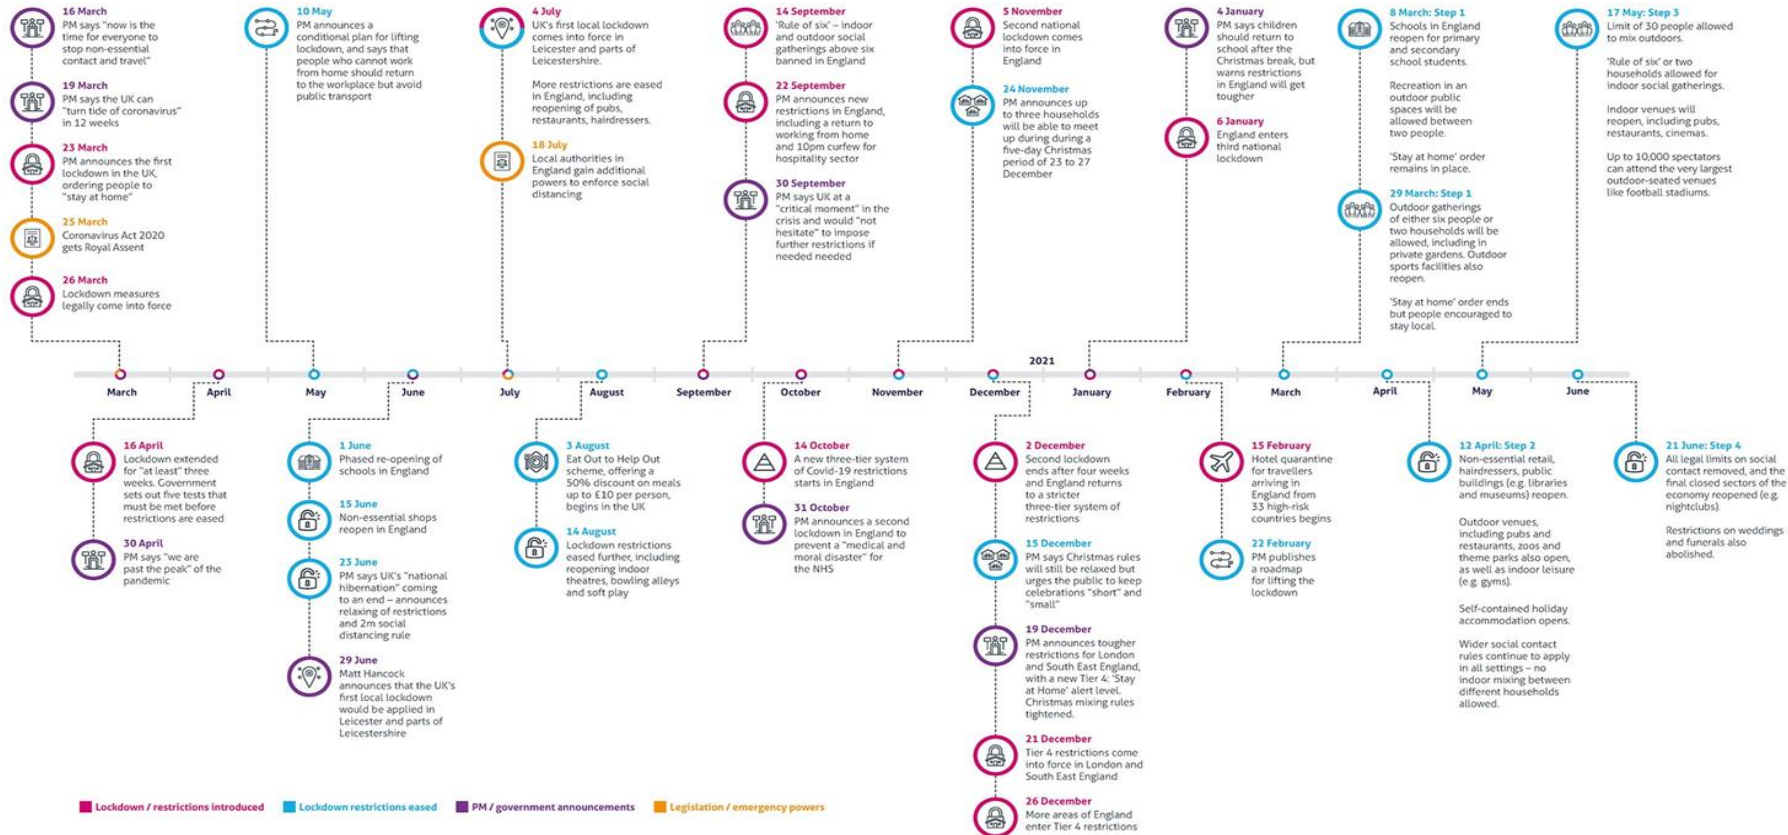 16 March
PM says "now is the
time for everyone to
stop non-essential
contact and travel"
19 March
PM says the UK can
"turn tide of coronavirus"
in 12 weeks
23 March
PM announces the first
lockdown in the UK,
ordering people to
"stay at home"
25 March
Coronavirus Act 2020
gets Royal Assent
26 March
Lockdown measures
legally come into force
10 May
PM announces a
conditional plan for lifting
lockdown, and says that
people who cannot work
from home should return
to the workplace but avoid
public transport
4 July
UK's first local lockdown
comes into force in
Leicester and parts of
Leicestershire.
More restrictions are eased
in England, including
reopening of pubs,
restaurants, hairdressers.
18 July
Local authorities in
England gain additional
powers to enforce social
distancing
14 September
'Rule of six' – indoor
and outdoor social
gatherings above six
banned in England
22 September
PM announces new
restrictions in England,
including a return to
working from home
and 10pm curfew for
hospitality sector
30 September
PM says UK at a
"critical moment" in the
crisis and would "not
hesitate" to impose
further restrictions if
needed needed
5 November
Second national
lockdown comes
into force in
England
24 November
PM announces up
to three households
will be able to meet
up during during a
five-day Christmas
period of 23 to 27
December
4 January
PM says children
should return to
school after the
Christmas break, but
warns restrictions
in England will get
tougher
6 January
England enters
third national
lockdown
8 March: Step 1
Schools in England
reopen for primary
and secondary
school students.
Recreation in an
outdoor public
spaces will be
allowed between
two people.
'Stay at home' order
remains in place.
29 March: Step 1
Outdoor gatherings
of either six people or
two households will be
allowed, including in
private gardens. Outdoor
sports facilities also
reopen.
'Stay at home' order ends
but people encouraged to
stay local.
17 May: Step 3
Limit of 30 people allowed
to mix outdoors.
'Rule of six' or two
households allowed for
indoor social gatherings.
Indoor venues will
reopen, including pubs,
restaurants, cinemas.
Up to 10,000 spectators
can attend the very largest
outdoor-seated venues
like football stadiums.
2021
March April May June July August September October November December January February March April May June
16 April
Lockdown extended
for "at least" three
weeks. Government
sets out five tests that
must be met before
restrictions are eased
30 April
PM says "we are
past the peak" of the
pandemic
1 June
Phased re-opening of
schools in England
15 June
Non-essential shops
reopen in England
23 June
PM says UK's "national
hibernation" coming
to an end – announces
relaxing of restrictions
and 2m social
distancing rule
29 June
Matt Hancock
announces that the UK's
first local lockdown
would be applied in
Leicester and parts of
Leicestershire
3 August
Eat Out to Help Out
scheme, offering a
50% discount on meals
up to £10 per person,
begins in the UK
14 August
Lockdown restrictions
eased further, including
reopening indoor
theatres, bowling alleys
and soft play
14 October
A new three-tier system
of Covid-19 restrictions
starts in England
31 October
PM announces a second
lockdown in England to
prevent a "medical and
moral disaster" for
the NHS
2 December
Second lockdown
ends after four weeks
and England returns
to a stricter
three-tier system of
restrictions
15 December
PM says Christmas rules
will still be relaxed but
urges the public to keep
celebrations "short" and
"small"
19 December
PM announces tougher
restrictions for London
and South East England,
with a new Tier 4: 'Stay
at Home' alert level.
Christmas mixing rules
tightened.
21 December
Tier 4 restrictions come
into force in London and
South East England
26 December
More areas of England
enter Tier 4 restrictions
15 February
Hotel quarantine
for travellers
arriving in
England from
33 high-risk
countries begins
22 February
PM publishes
a roadmap
for lifting the
lockdown
12 April: Step 2
Non-essential retail,
hairdressers, public
buildings (e.g. libraries
and museums) reopen.
Outdoor venues,
including pubs and
restaurants, zoos and
theme parks also open,
as well as indoor leisure
(e.g. gyms).
Self-contained holiday
accommodation opens.
Wider social contact
rules continue to apply
in all settings – no
indoor mixing between
different households
allowed.
21 June: Step 4
All legal limits on social
contact removed, and the
final closed sectors of the
economy reopened (e.g.
nightclubs).
Restrictions on weddings
and funerals also
abolished.
Lockdown / restrictions introduced
Lockdown restrictions eased
PM / government announcements
Legislation / emergency powers